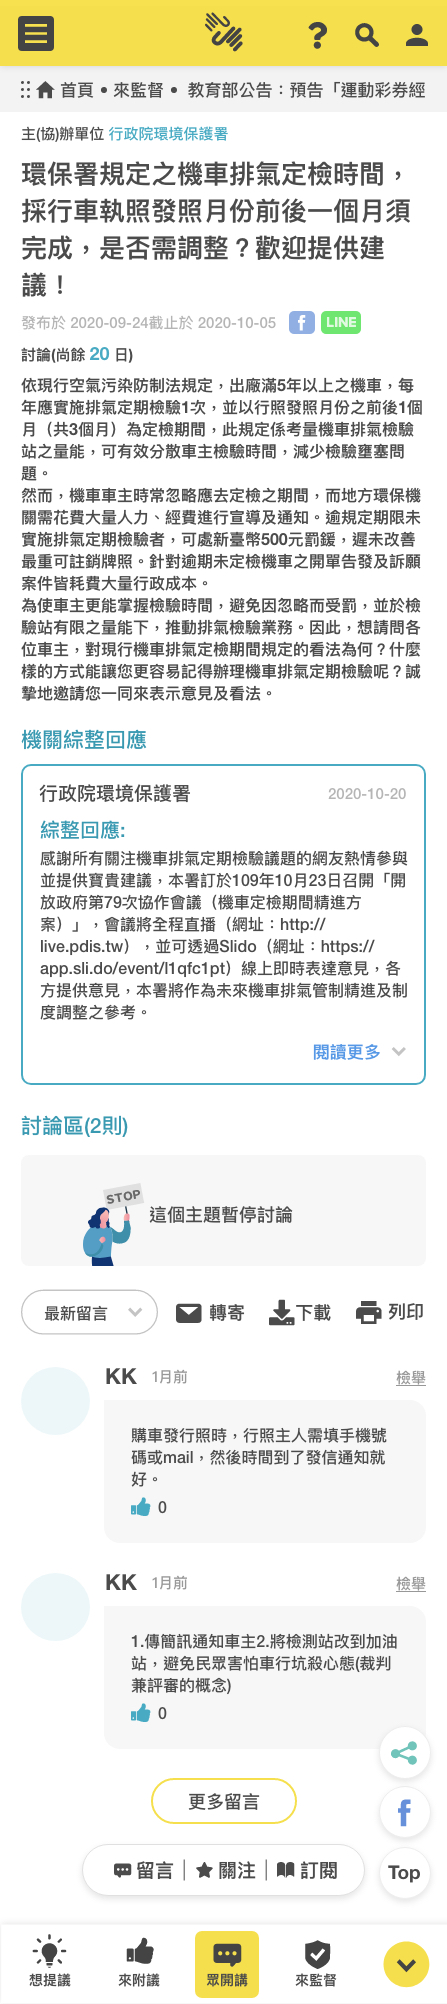 首頁 • 來監督 • 教育部公告：預告「運動彩券經
主(協)辦單位 行政院環境保護署
環保署規定之機車排氣定檢時間，
採行車執照發照月份前後一個月須
完成，是否需調整？歡迎提供建
議！
發布於 2020-09-24截止於 2020-10-05 LINE
討論(尚餘 20 日)
依現行空氣污染防制法規定，出廠滿5年以上之機車，每
年應實施排氣定期檢驗1次，並以行照發照月份之前後1個
月（共3個月）為定檢期間，此規定係考量機車排氣檢驗
站之量能，可有效分散車主檢驗時間，減少檢驗壅塞問
題。
然而，機車車主時常忽略應去定檢之期間，而地方環保機
關需花費大量人力、經費進行宣導及通知。逾規定期限未
實施排氣定期檢驗者，可處新臺幣500元罰鍰，遲未改善
最重可註銷牌照。針對逾期未定檢機車之開單告發及訴願
案件皆耗費大量行政成本。
為使車主更能掌握檢驗時間，避免因忽略而受罰，並於檢
驗站有限之量能下，推動排氣檢驗業務。因此，想請問各
位車主，對現行機車排氣定檢期間規定的看法為何？什麼
樣的方式能讓您更容易記得辦理機車排氣定期檢驗呢？誠
摯地邀請您一同來表示意見及看法。
機關綜整回應
行政院環境保護署 2020-10-20
綜整回應:
感謝所有關注機車排氣定期檢驗議題的網友熱情參與
並提供寶貴建議，本署訂於109年10月23日召開「開
放政府第79次協作會議（機車定檢期間精進方
案）」，會議將全程直播（網址：http://
live.pdis.tw），並可透過Slido（網址：https://
app.sli.do/event/l1qfc1pt）線上即時表達意見，各
方提供意見，本署將作為未來機車排氣管制精進及制
度調整之參考。
閱讀更多
討論區(2則)
STOP
這個主題暫停討論
最新留言 轉寄 下載 列印
KK 1月前 檢舉
購車發行照時，行照主人需填手機號
碼或mail，然後時間到了發信通知就
好。
0
KK 1月前 檢舉
1.傳簡訊通知車主2.將檢測站改到加油
站，避免民眾害怕車行坑殺心態(裁判
兼評審的概念)
0
更多留言
留言 | 關注 | 訂閱
Top
想提議 來附議 眾開講 來監督